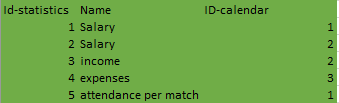 Id-statistics Name ID-calendar
1 Salary 1
2 Salary 2
3 income 2
4 expenses 3
5 attendance per match 1